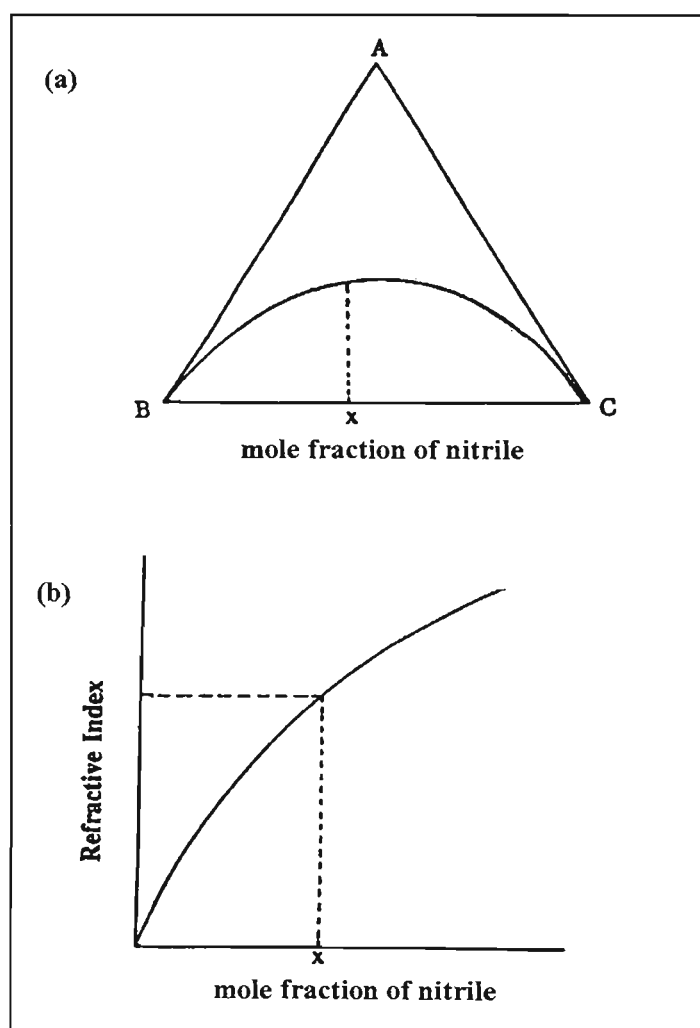 A
(a)
B
x
C
mole fraction of nitrile
(b)
Refractive Index
x
mole fraction of nitrile